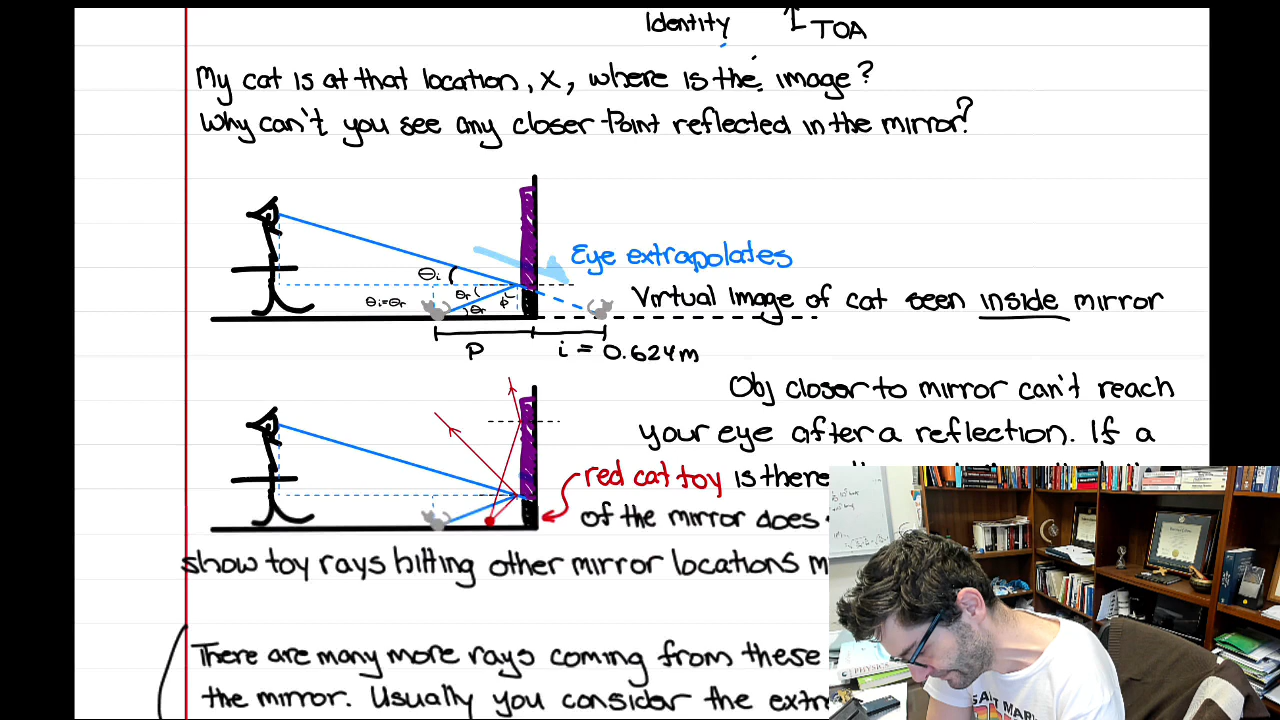 Identity TOA
My cat is at that location, x, where is the image?
Why can't you see any closer point reflected in the mirror?
Eye extrapolates
θi
θi=θr θr θr
Virtual Image of cat seen inside mirror
P i = 0.624m
Obj closer to mirror can't reach
your eye after a reflection. If a
red cat toy is there
of the mirror does
show toy rays hitting other mirror locations
There are many more rays coming from these
the mirror. Usually you consider the
PHYSICS